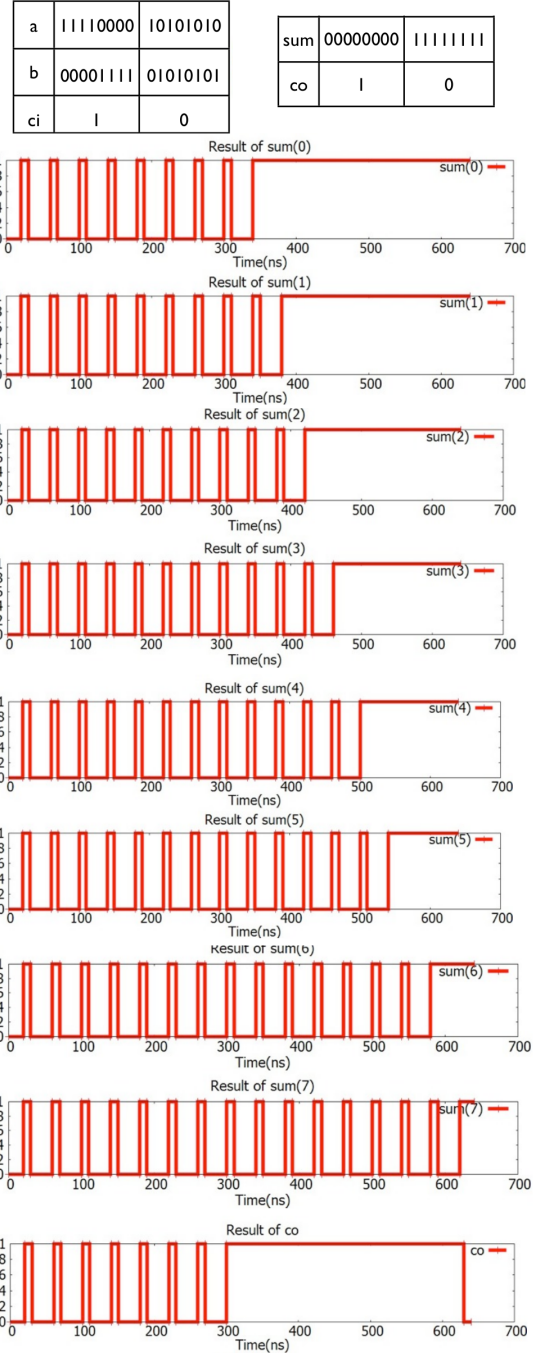 a 11110000 10101010
b 00001111 01010101
ci 1 0
sum 00000000 11111111
co 1 0
Result of sum(0)
sum(0)
0 100 200 300 400 500 600 700
Time(ns)
Result of sum(1)
sum(1)
0 100 200 300 400 500 600 700
Time(ns)
Result of sum(2)
sum(2)
0 100 200 300 400 500 600 700
Time(ns)
Result of sum(3)
sum(3)
0 100 200 300 400 500 600 700
Time(ns)
Result of sum(4)
sum(4)
0 100 200 300 400 500 600 700
Time(ns)
Result of sum(5)
sum(5)
0 100 200 300 400 500 600 700
Time(ns)
Result of sum(6)
sum(6)
0 100 200 300 400 500 600 700
Time(ns)
Result of sum(7)
sum(7)
0 100 200 300 400 500 600 700
Time(ns)
Result of co
co
0 100 200 300 400 500 600 700
Time(ns)